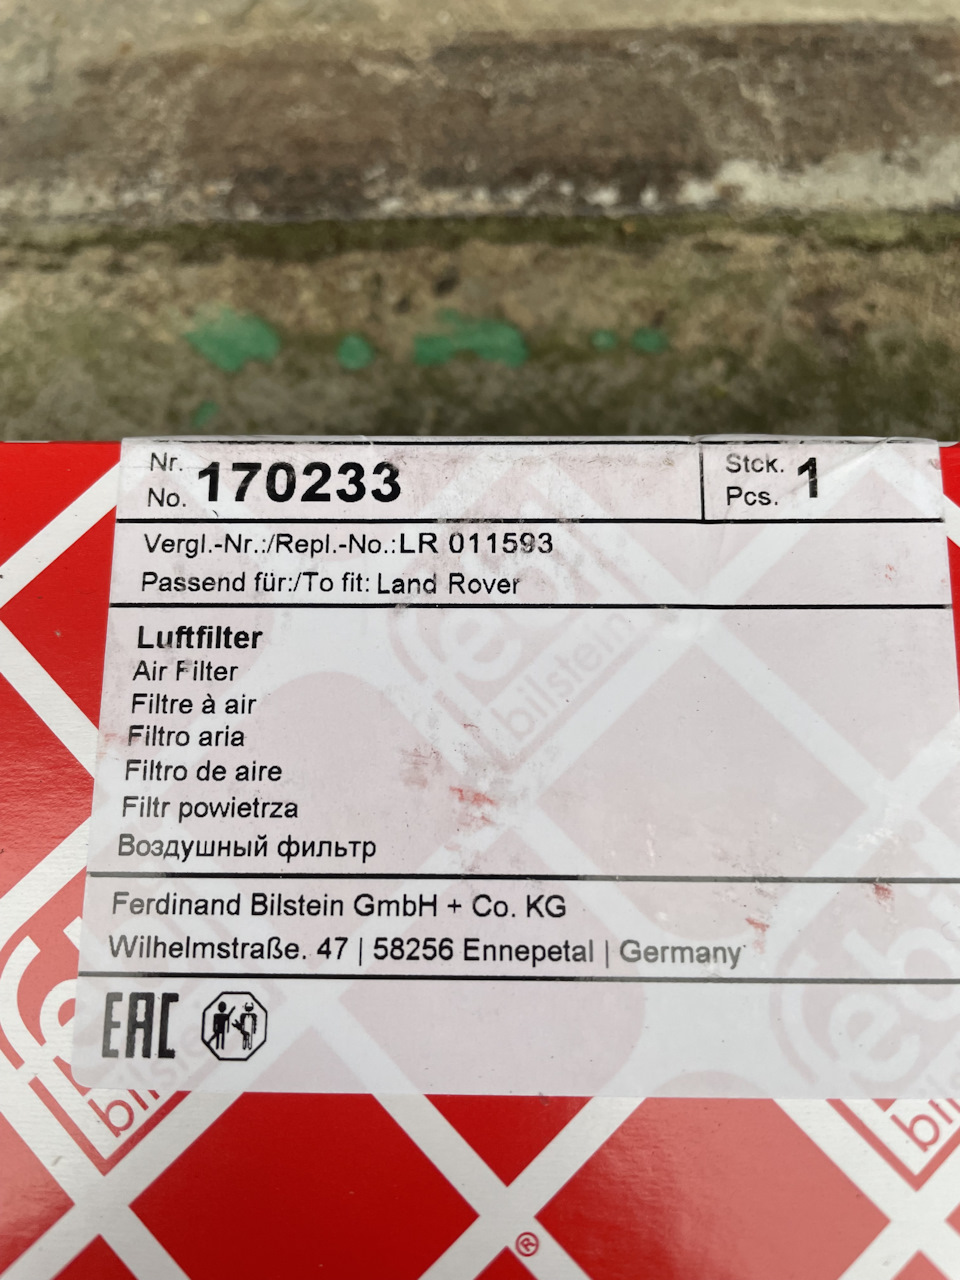 Nr. 170233 Stck. 1
No. Pcs.
Vergl.-Nr.:/Repl.-No.:LR 011593
Passend für:/To fit: Land Rover
Luftfilter
Air Filter
Filtre à air
Filtro aria
Filtro de aire
Filtr powietrza
Воздушный фильтр
Ferdinand Bilstein GmbH + Co. KG
Wilhelmstraße. 47 | 58256 Ennepetal | Germany
EAC
febi
bilstein
®